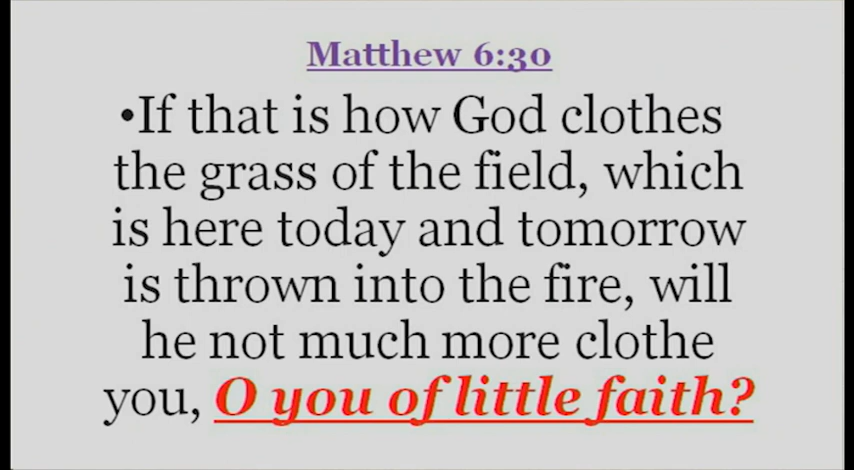 Matthew 6:30
•If that is how God clothes
the grass of the field, which
is here today and tomorrow
is thrown into the fire, will
he not much more clothe
you, O you of little faith?